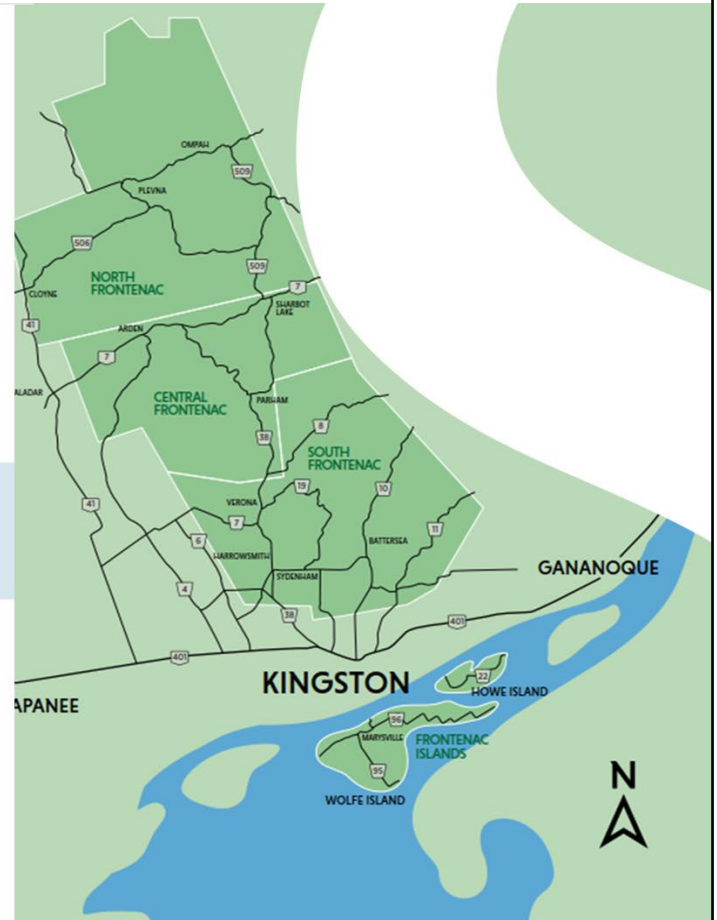 OMPAH
509
PLEVNA
506
509
NORTH
FRONTENAC
7
CLOYNE
SHARBOT
LAKE
41
ARDEN
7
ALADAR
CENTRAL
FRONTENAC
PARHAM
8
38
SOUTH
FRONTENAC
19
10
41
VERONA
7
11
6
BATTERSEA
HARROWSMITH
GANANOQUE
SYDENHAM
4
38
401
401
KINGSTON
22
HOWE ISLAND
APANEE
96
MARYSVILLE
FRONTENAC
ISLANDS
95
WOLFE ISLAND
N